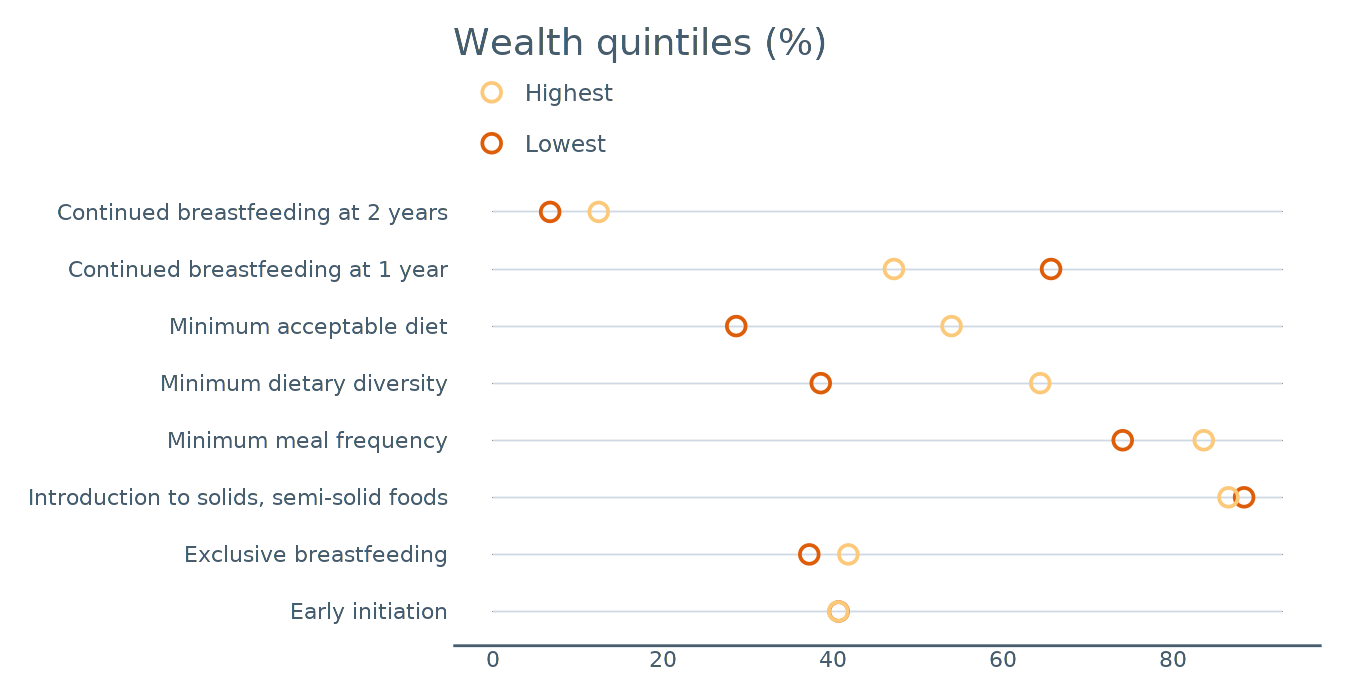 Wealth quintiles (%)
Highest
Lowest
Continued breastfeeding at 2 years
Continued breastfeeding at 1 year
Minimum acceptable diet
Minimum dietary diversity
Minimum meal frequency
Introduction to solids, semi-solid foods
Exclusive breastfeeding
Early initiation
0 20 40 60 80